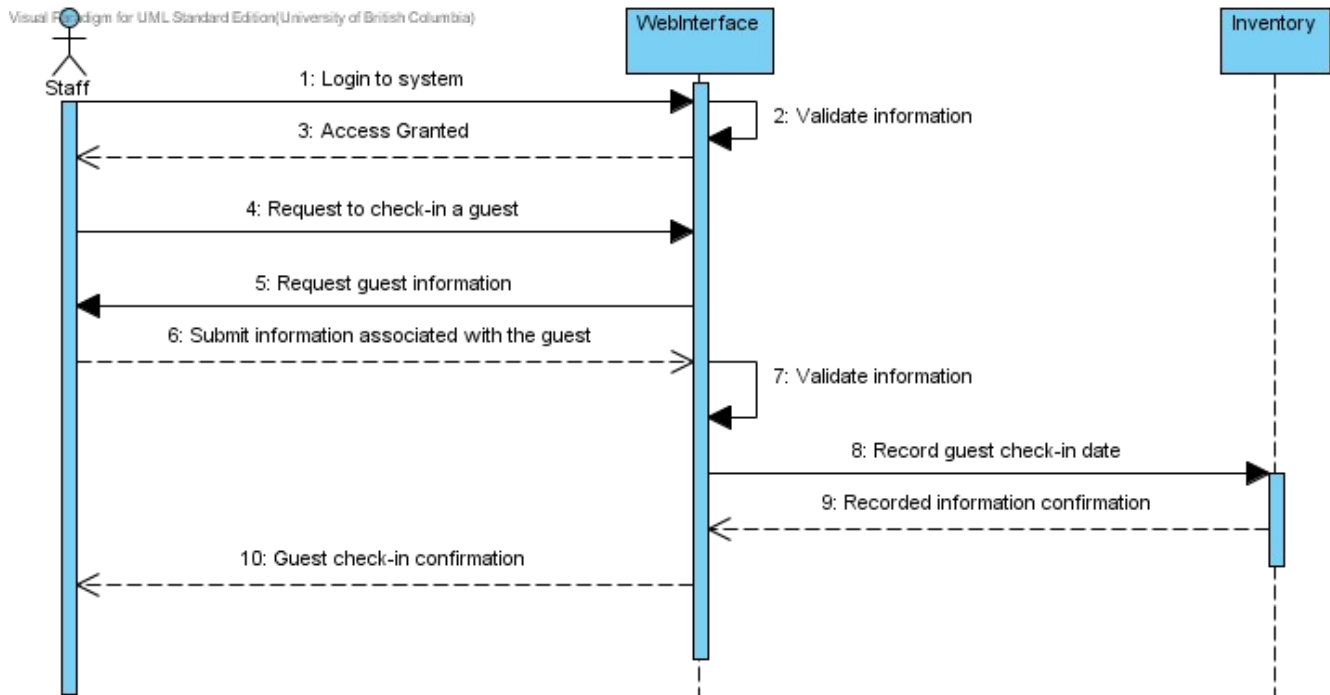 Visual Paradigm for UML Standard Edition(University of British Columbia)
WebInterface
Inventory
Staff
1: Login to system
2: Validate information
3: Access Granted
4: Request to check-in a guest
5: Request guest information
6: Submit information associated with the guest
7: Validate information
8: Record guest check-in date
9: Recorded information confirmation
10: Guest check-in confirmation